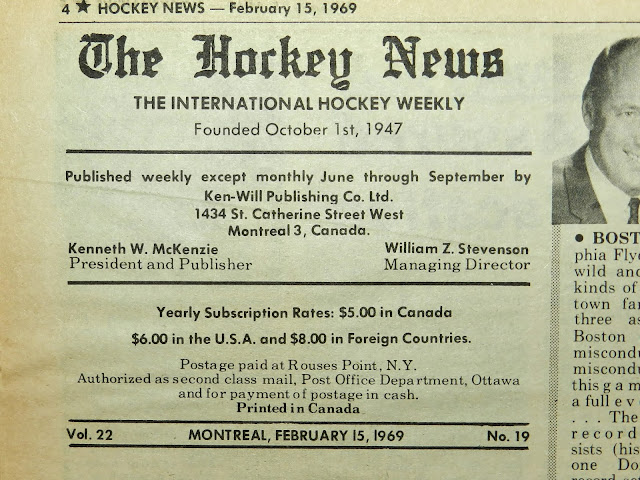 4 ★ HOCKEY NEWS — February 15, 1969
The Hockey News
THE INTERNATIONAL HOCKEY WEEKLY
Founded October 1st, 1947
Published weekly except monthly June through September by
Ken-Will Publishing Co. Ltd.
1434 St. Catherine Street West
Montreal 3, Canada.
Kenneth W. McKenzie William Z. Stevenson
President and Publisher Managing Director
Yearly Subscription Rates: $5.00 in Canada
$6.00 in the U.S.A. and $8.00 in Foreign Countries.
Postage paid at Rouses Point, N.Y.
Authorized as second class mail, Post Office Department, Ottawa
and for payment of postage in cash.
Printed in Canada
Vol. 22 MONTREAL, FEBRUARY 15, 1969 No. 19
● BOST
phia Flye
wild and
kinds of
town fan
three as
Boston
miscondu
miscondu
this gam
a full eve
. . . The
record
sists (his
one Do